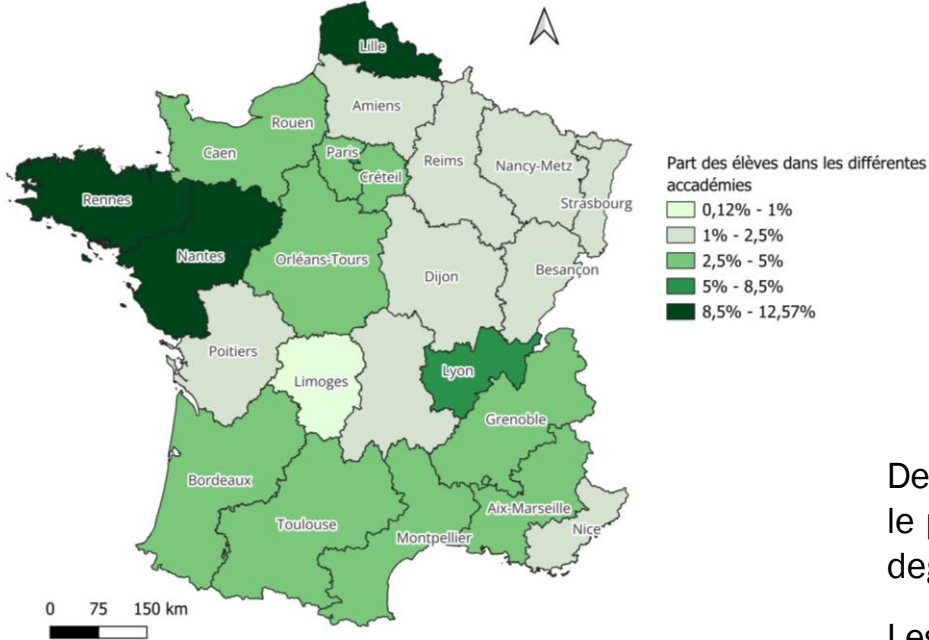 Lille
Amiens
Rouen
Caen
Paris
Créteil
Reims
Nancy-Metz
Strasbourg
Rennes
Nantes
Orléans-Tours
Dijon
Besançon
Poitiers
Limoges
Lyon
Grenoble
Bordeaux
Toulouse
Montpellier
Aix-Marseille
Nice
0 75 150 km
Part des élèves dans les différentes
accadémies
0,12% - 1%
1% - 2,5%
2,5% - 5%
5% - 8,5%
8,5% - 12,57%
De
le p
deg
Les